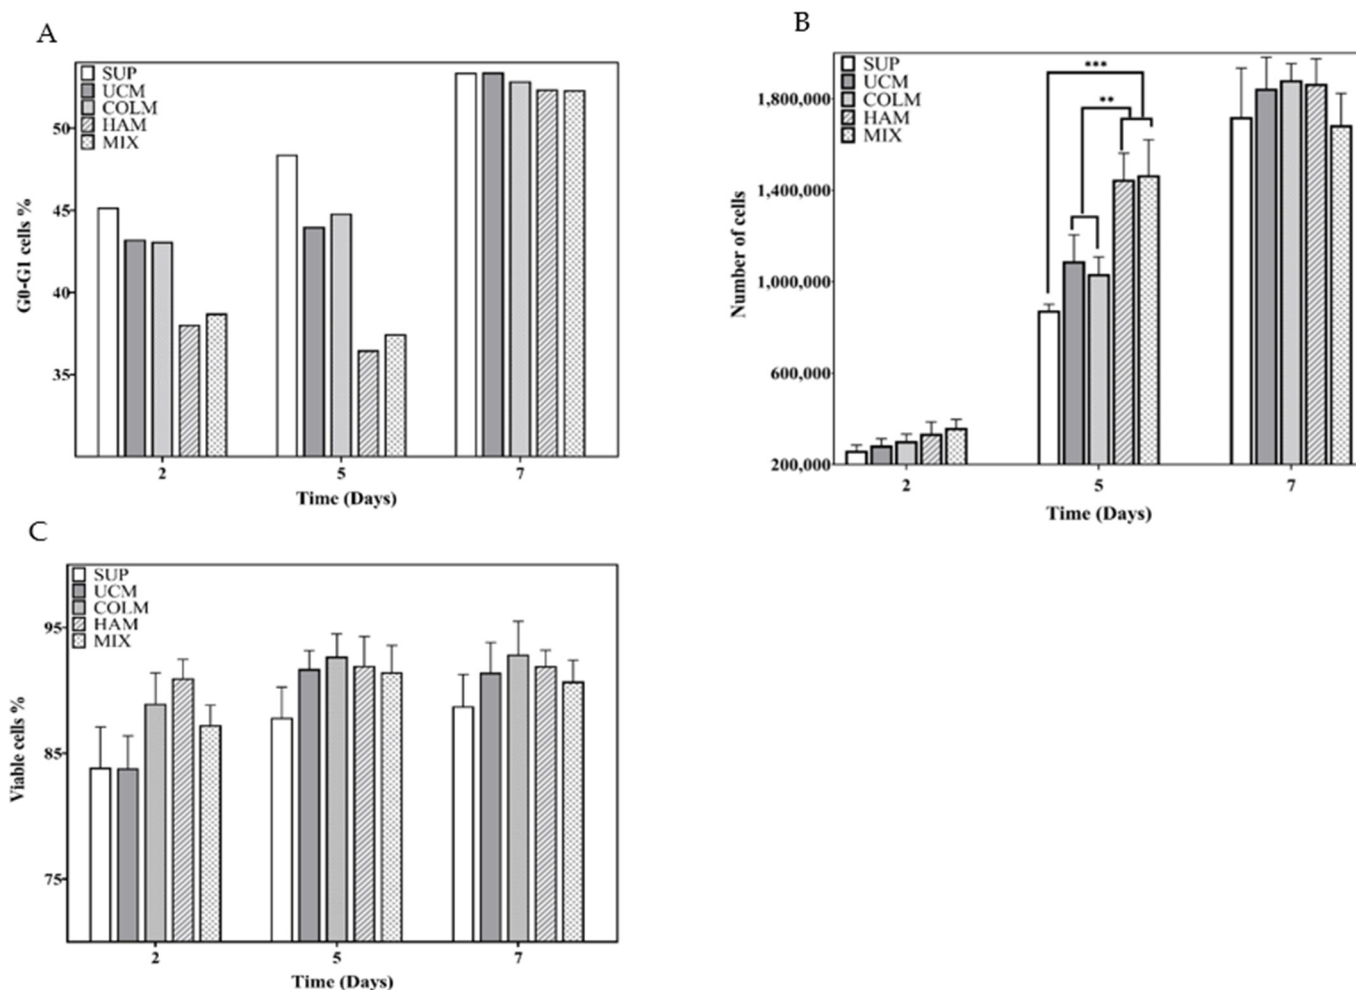 A
SUP
UCM
COLM
HAM
MIX
50
45
40
35
G0-G1 cells %
2 5 7
Time (Days)
B
SUP
UCM
COLM
HAM
MIX
***
**
1,800,000
1,400,000
1,000,000
600,000
200,000
Number of cells
2 5 7
Time (Days)
C
SUP
UCM
COLM
HAM
MIX
95
85
75
Viable cells %
2 5 7
Time (Days)